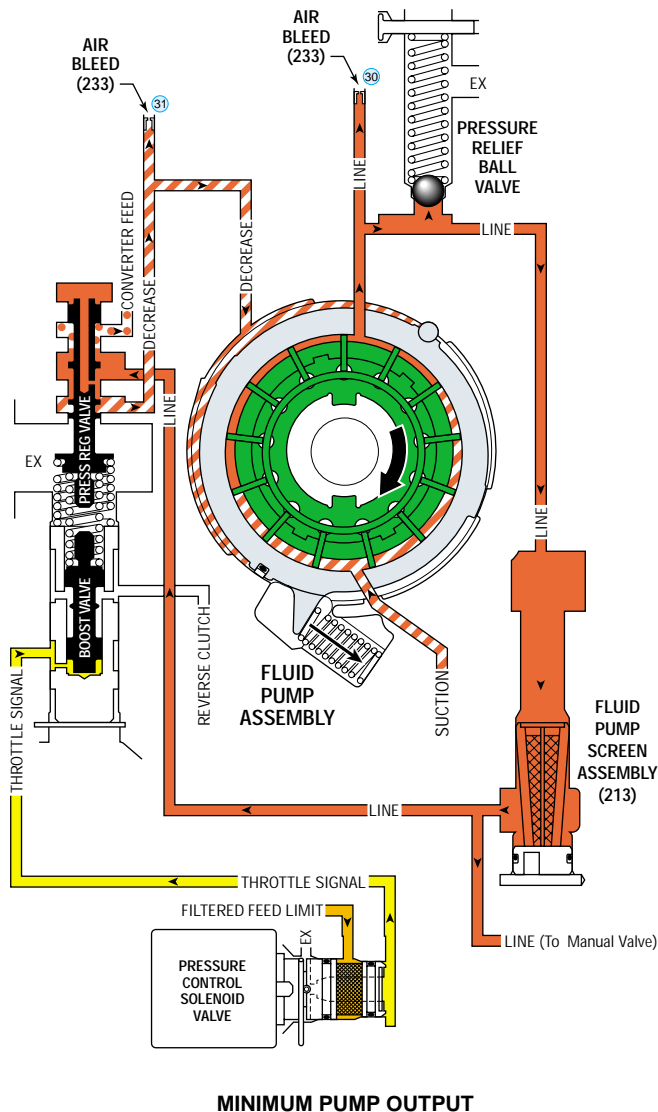 AIR
BLEED
(233)
31
AIR
BLEED
(233)
30
EX
PRESSURE
RELIEF
BALL
VALVE
LINE
LINE
CONVERTER FEED
DECREASE
DECREASE
LINE
PRESS REG VALVE
EX
BOOST VALVE
REVERSE CLUTCH
LINE
FLUID
PUMP
ASSEMBLY
SUCTION
FLUID
PUMP
SCREEN
ASSEMBLY
(213)
THROTTLE SIGNAL
LINE
THROTTLE SIGNAL
FILTERED FEED LIMIT
EX
LINE (To Manual Valve)
PRESSURE
CONTROL
SOLENOID
VALVE
MINIMUM PUMP OUTPUT